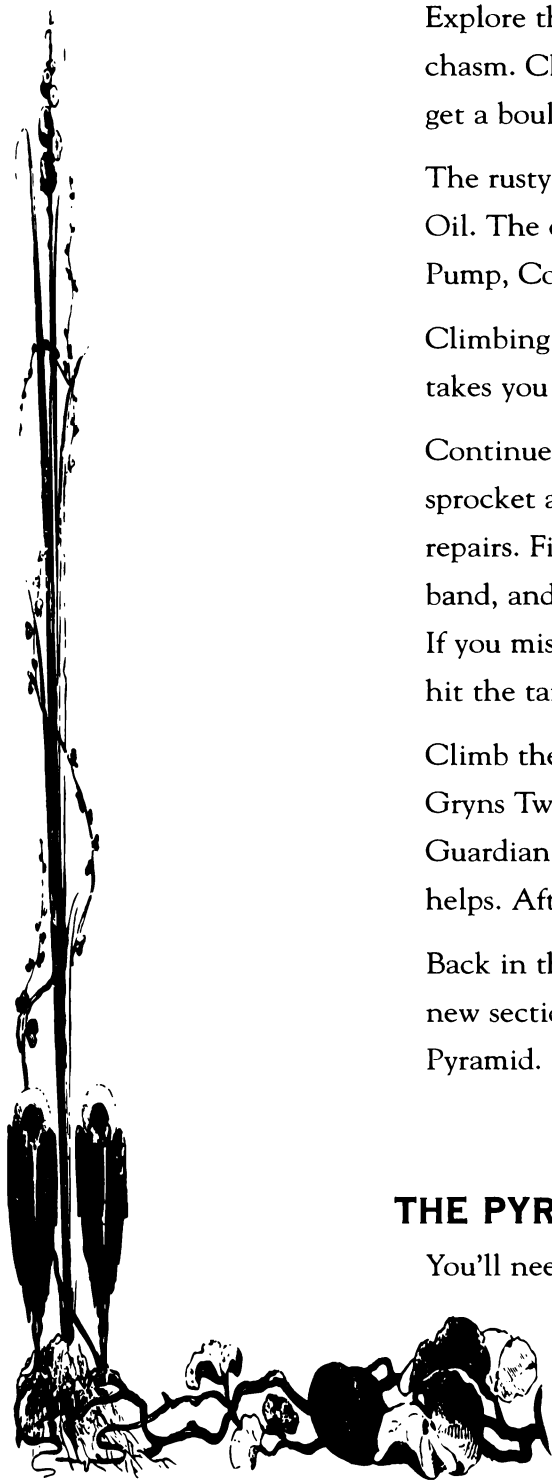 Explore th
chasm. Cl
get a boul
The rusty
Oil. The
Pump, Co
Climbing
takes you
Continue
sprocket a
repairs. Fi
band, and
If you mis
hit the ta
Climb the
Gryns Tw
Guardian
helps. Aft
Back in th
new secti
Pyramid.
THE PYR
You'll nee